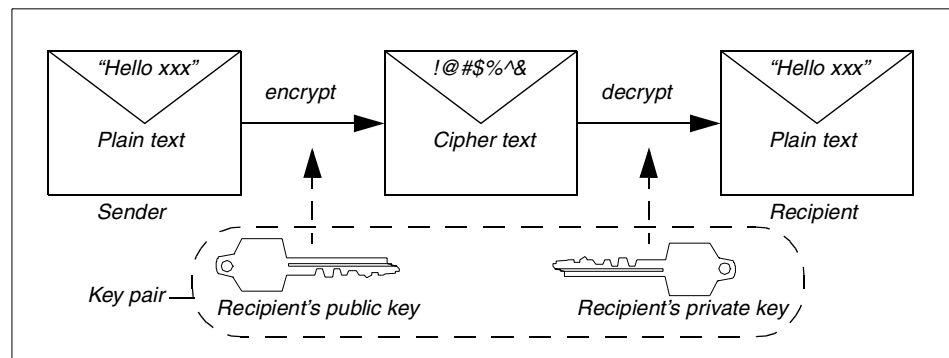 “Hello xxx”
!@#$%^&
“Hello xxx”
encrypt
decrypt
Plain text
Cipher text
Plain text
Sender
Recipient
Key pair
Recipient’s public key
Recipient’s private key